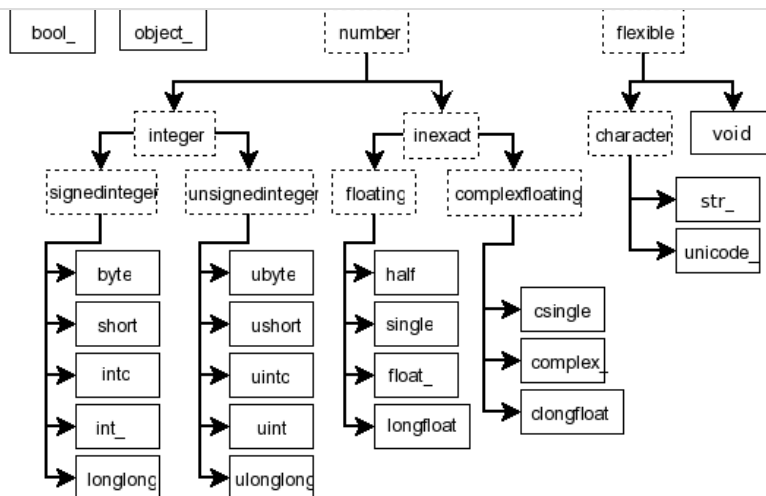 bool_
object_
number
flexible
integer
inexact
character
void
signedinteger
unsignedinteger
floating
complexfloating
str_
unicode_
byte
ubyte
half
short
ushort
single
csingle
intc
uintc
float_
complex_
int_
uint
longfloat
clongfloat
longlong
ulonglong